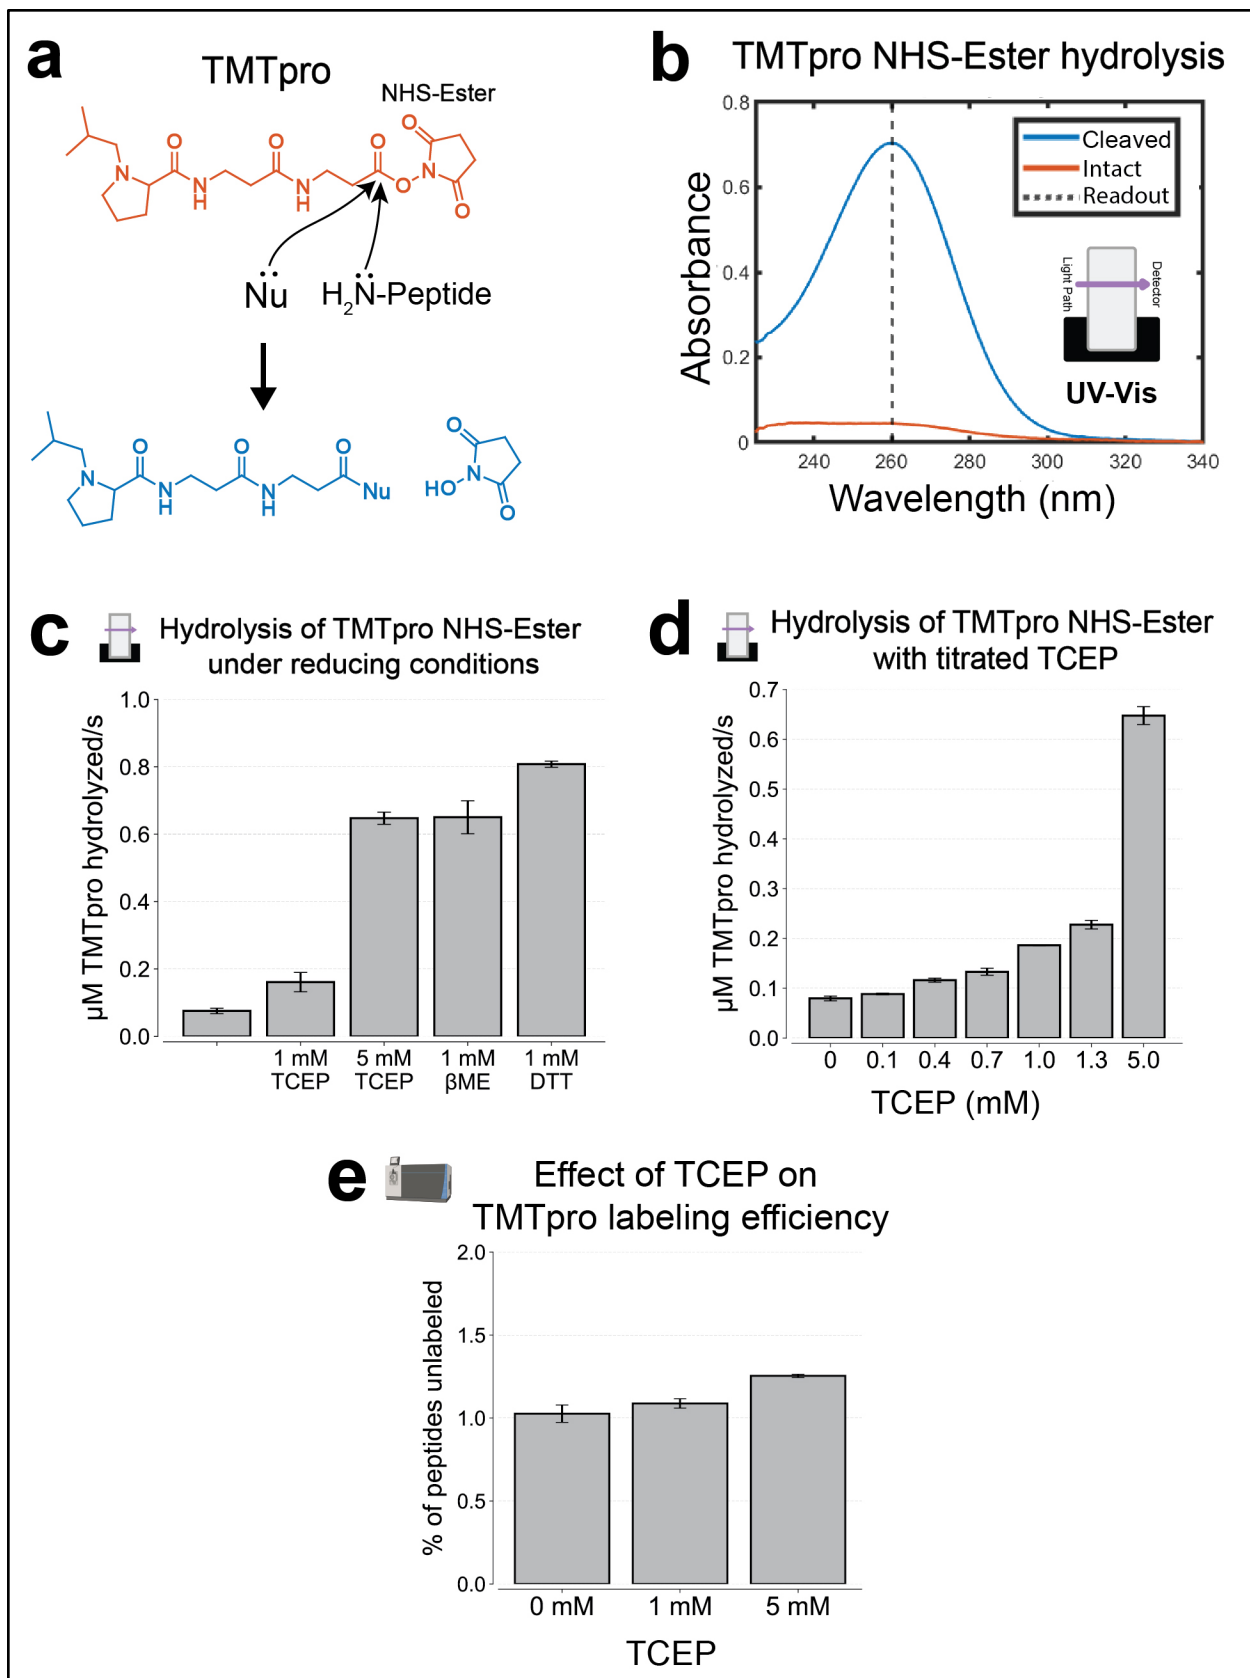 a
TMTpro
NHS-Ester
O
O
O
O
N
N
H
N
H
O
N
O
Nu
H2N-Peptide
O
O
O
O
N
N
H
N
H
Nu
HO
N
O
b
TMTpro NHS-Ester hydrolysis
0.8
0.6
0.4
0.2
0
Absorbance
Cleaved
Intact
Readout
Light Path
Detector
UV-Vis
240 260 280 300 320 340
Wavelength (nm)
c
Hydrolysis of TMTpro NHS-Ester
under reducing conditions
1.0
0.8
0.6
0.4
0.2
0.0
µM TMTpro hydrolyzed/s
1 mM
TCEP
5 mM
TCEP
1 mM
βME
1 mM
DTT
d
Hydrolysis of TMTpro NHS-Ester
with titrated TCEP
0.7
0.6
0.5
0.4
0.3
0.2
0.1
0.0
µM TMTpro hydrolyzed/s
0 0.1 0.4 0.7 1.0 1.3 5.0
TCEP (mM)
e
Effect of TCEP on
TMTpro labeling efficiency
2.0
1.5
1.0
0.5
0.0
% of peptides unlabeled
0 mM 1 mM 5 mM
TCEP